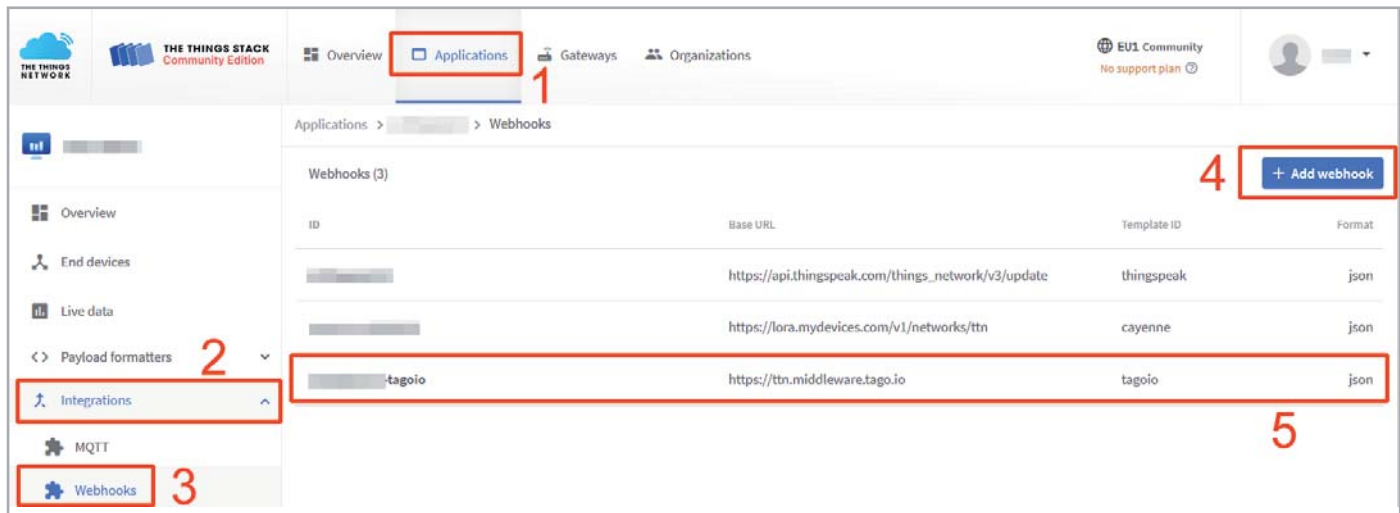 THE THINGS
NETWORK
THE THINGS STACK
Community Edition
Overview
Applications
Gateways
Organizations
EU1 Community
No support plan
1
Applications > > Webhooks
Webhooks (3)
4
+ Add webhook
Overview
ID Base URL Template ID Format
End devices
https://api.thingspeak.com/things_network/v3/update thingspeak json
Live data
https://lora.mydevices.com/v1/networks/ttn cayenne json
<> Payload formatters
2
-tagoio https://ttn.middleware.tago.io tagoio json
Integrations
5
MQTT
Webhooks
3